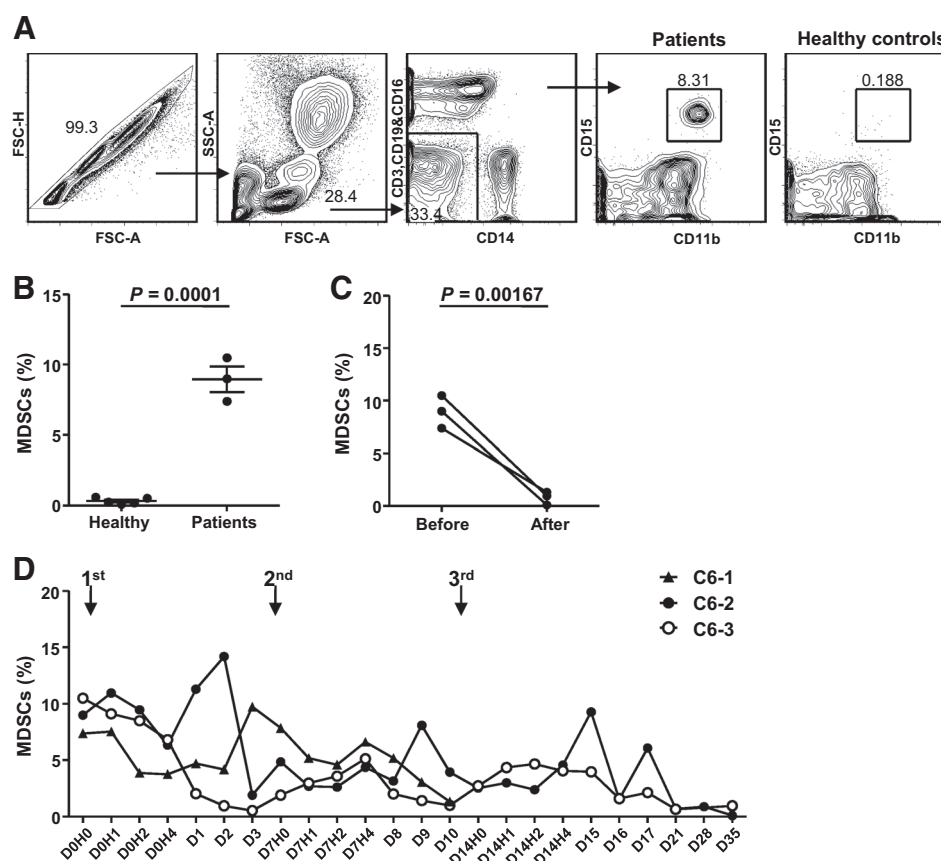 A
Patients
Healthy controls
99.3
FSC-H
FSC-A
SSC-A
28.4
FSC-A
CD3, CD19&CD16
33.4
CD14
8.31
CD15
CD11b
0.188
CD15
CD11b
B
P = 0.0001
MDSCs (%)
15
10
5
0
Healthy
Patients
C
P = 0.00167
MDSCs (%)
20
15
10
5
0
Before
After
D
1st
2nd
3rd
C6-1
C6-2
C6-3
MDSCs (%)
20
15
10
5
0
D0H0
D0H1
D0H2
D0H4
D1
D2
D3
D7H0
D7H1
D7H2
D7H4
D8
D9
D10
D14H0
D14H1
D14H2
D14H4
D15
D16
D17
D21
D28
D35